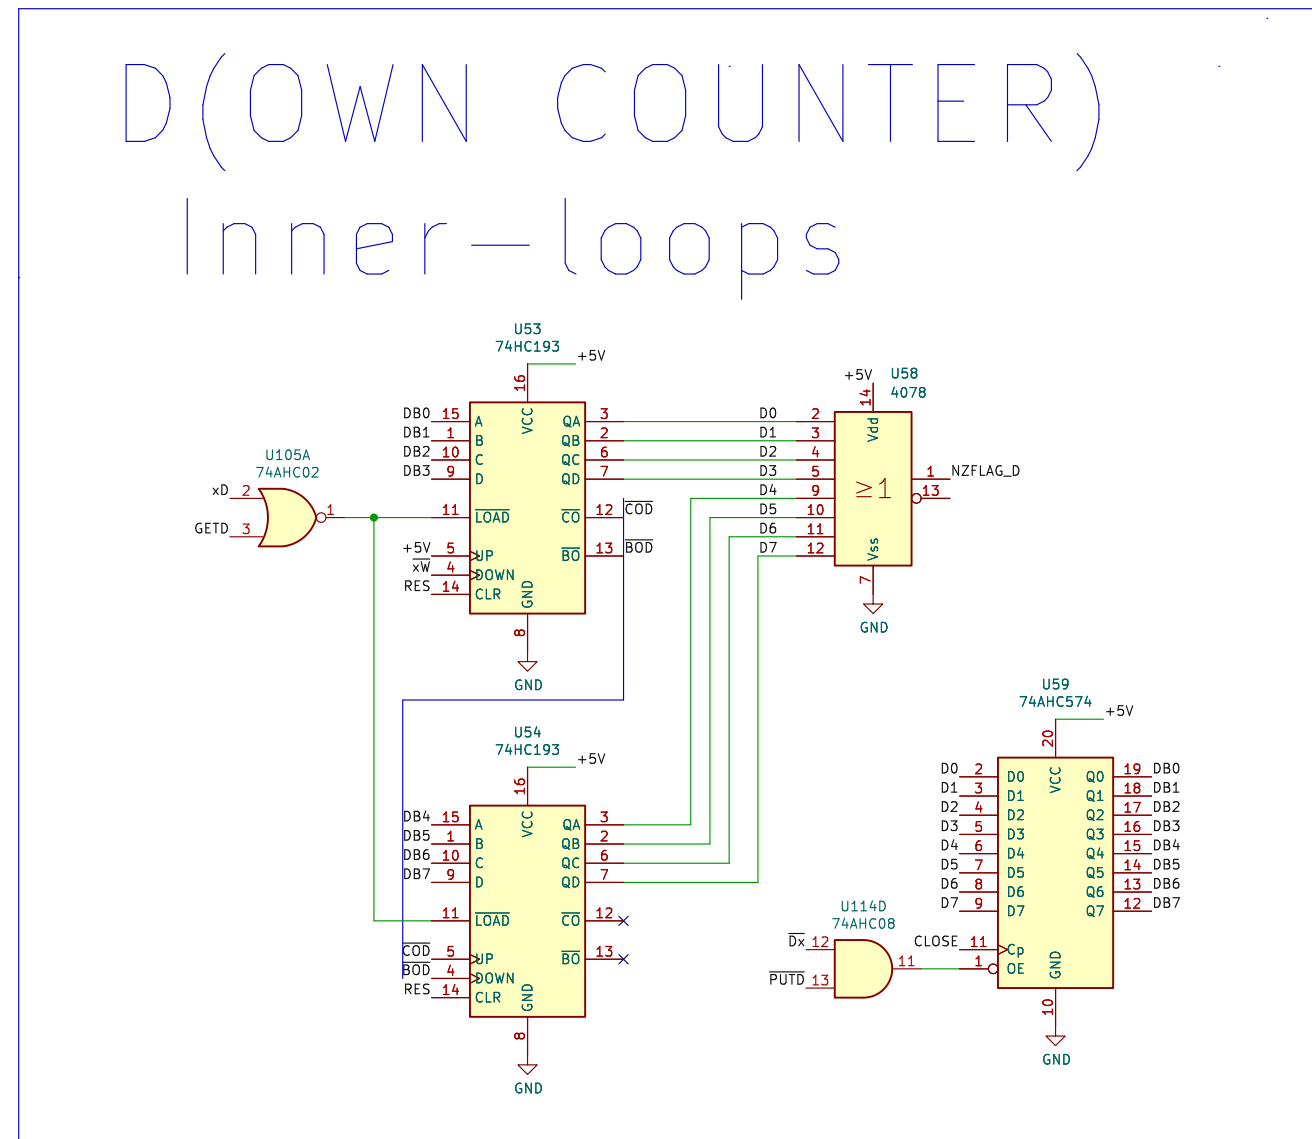 D(OWN COUNTER)
Inner-loops
U53
74HC193
+5V
16
VCC
DB0 15 A QA 3
DB1 1 B QB 2
DB2 10 C QC 6
DB3 9 D QD 7
11 LOAD CO 12 COD
+5V 5 UP BO 13 BOD
xW 4 DOWN
RES 14 CLR
GND
8
GND
U105A
74AHC02
xD 2
1
GETD 3
+5V
U58
4078
14
Vdd
D0 2
D1 3
D2 4
D3 5
D4 9
D5 10
D6 11
D7 12
≥1
1 NZFLAG_D
13
Vss
7
GND
U54
74HC193
+5V
16
VCC
DB4 15 A QA 3
DB5 1 B QB 2
DB6 10 C QC 6
DB7 9 D QD 7
11 LOAD CO 12
COD 5 UP BO 13
BOD 4 DOWN
RES 14 CLR
GND
8
GND
U59
74AHC574
+5V
20
VCC
D0 2 D0 Q0 19 DB0
D1 3 D1 Q1 18 DB1
D2 4 D2 Q2 17 DB2
D3 5 D3 Q3 16 DB3
D4 6 D4 Q4 15 DB4
D5 7 D5 Q5 14 DB5
D6 8 D6 Q6 13 DB6
D7 9 D7 Q7 12 DB7
CLOSE 11 Cp
1 OE
GND
10
GND
U114D
74AHC08
Dx 12
11
PUTD 13